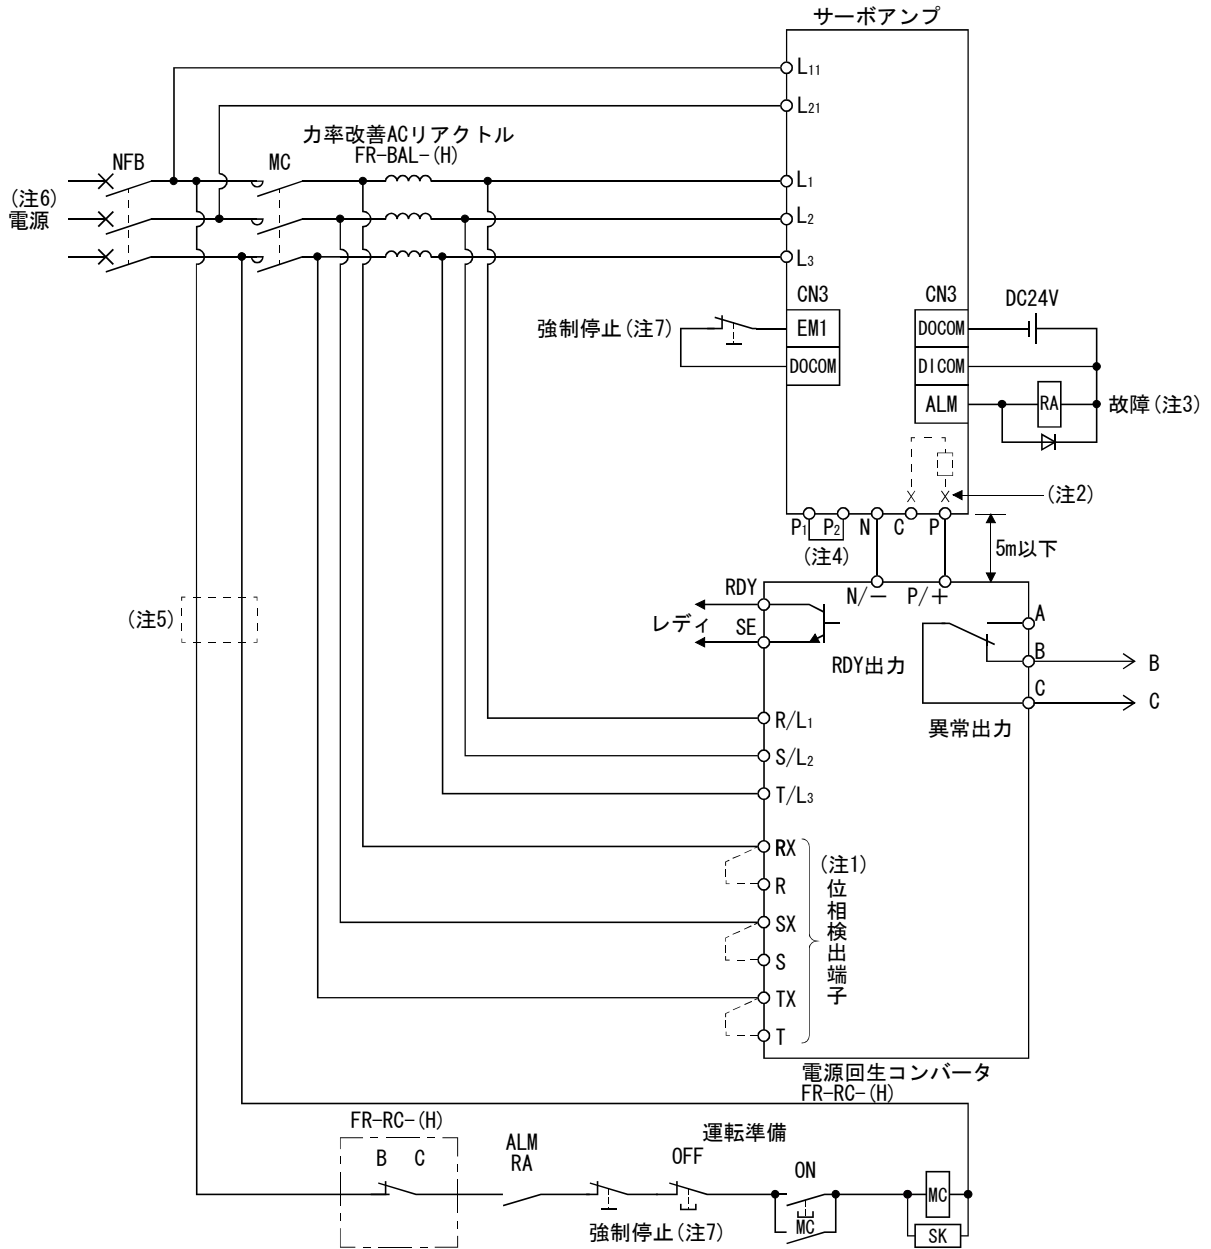 サーボアンプ
L11
L21
力率改善ACリアクトル
FR-BAL-(H)
NFB
MC
(注6)
電源
L1
L2
L3
CN3
CN3
DC24V
強制停止(注7)
EM1
DOCOM
DOCOM
DICOM
ALM
RA
故障(注3)
(注2)
P1
P2
N
C
P
(注4)
5m以下
N/−
P/+
RDY
レディ
SE
RDY出力
A
B
B
C
C
異常出力
(注5)
R/L1
S/L2
T/L3
RX
R
SX
S
TX
T
(注1)
位相検出端子
電源回生コンバータ
FR-RC-(H)
FR-RC-(H)
B C
ALM
RA
運転準備
OFF
ON
MC
MC
SK
強制停止(注7)